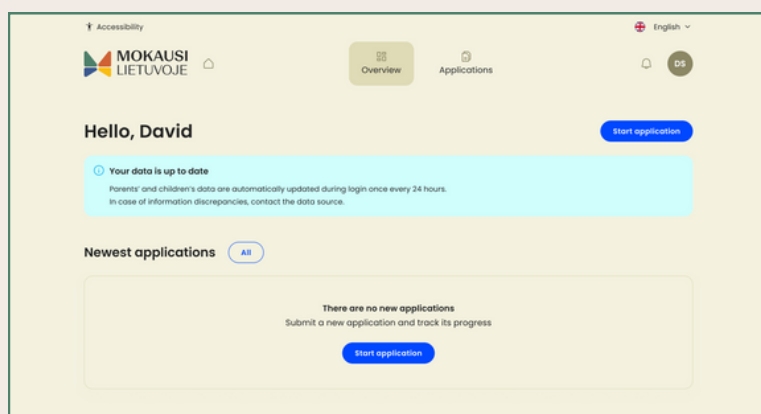 Accessibility
English
MOKAUSI
LIETUVOJE
Overview
Applications
DS
Hello, David
Start application
Your data is up to date
Parents' and children's data are automatically updated during login once every 24 hours.
In case of information discrepancies, contact the data source.
Newest applications
All
There are no new applications
Submit a new application and track its progress
Start application